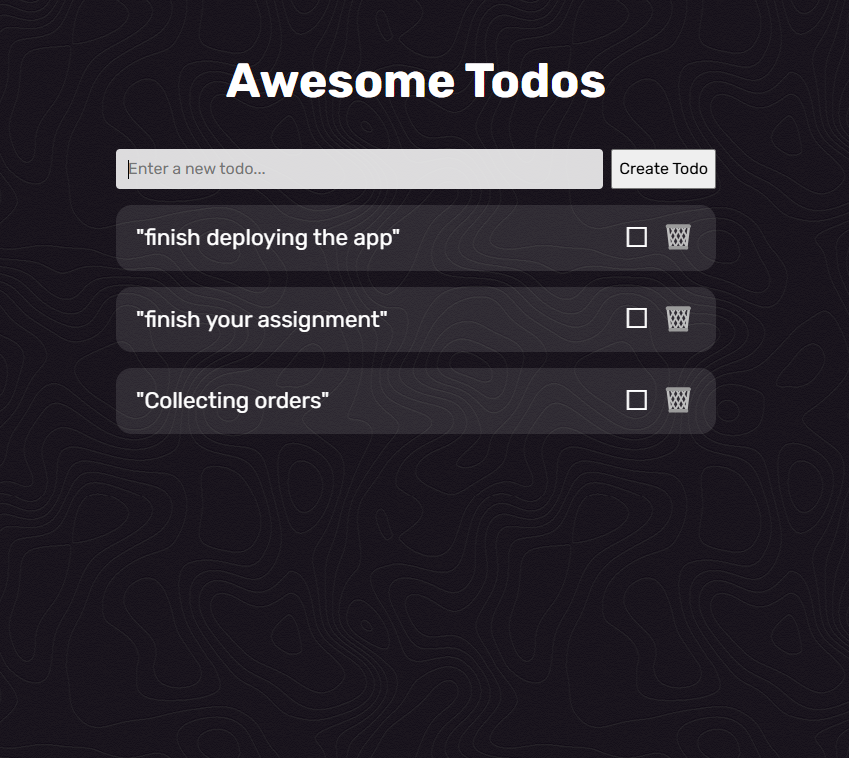 Awesome Todos
Enter a new todo...
Create Todo
"finish deploying the app"
"finish your assignment"
"Collecting orders"